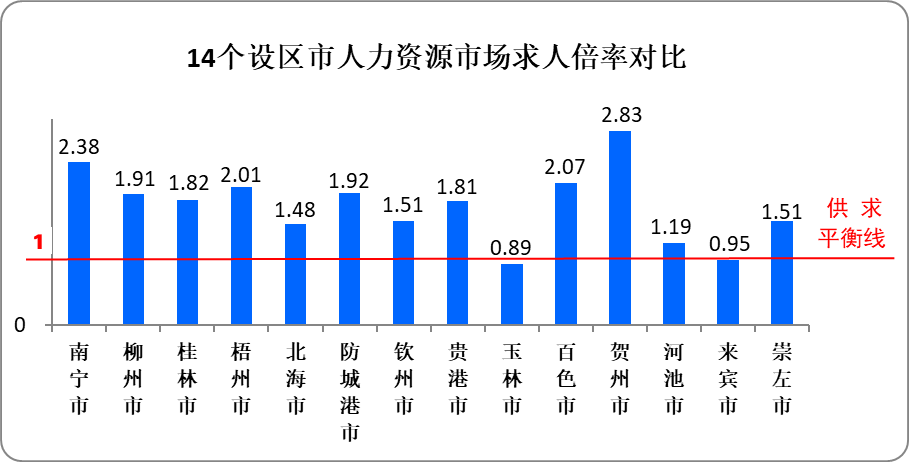 14个设区市人力资源市场求人倍率对比
2.38
1.91
1.82
2.01
1.48
1.92
1.51
1.81
0.89
2.07
2.83
1.19
0.95
1.51
供 求
平衡线
1
0
南宁市
柳州市
桂林市
梧州市
北海市
防城港市
钦州市
贵港市
玉林市
百色市
贺州市
河池市
来宾市
崇左市